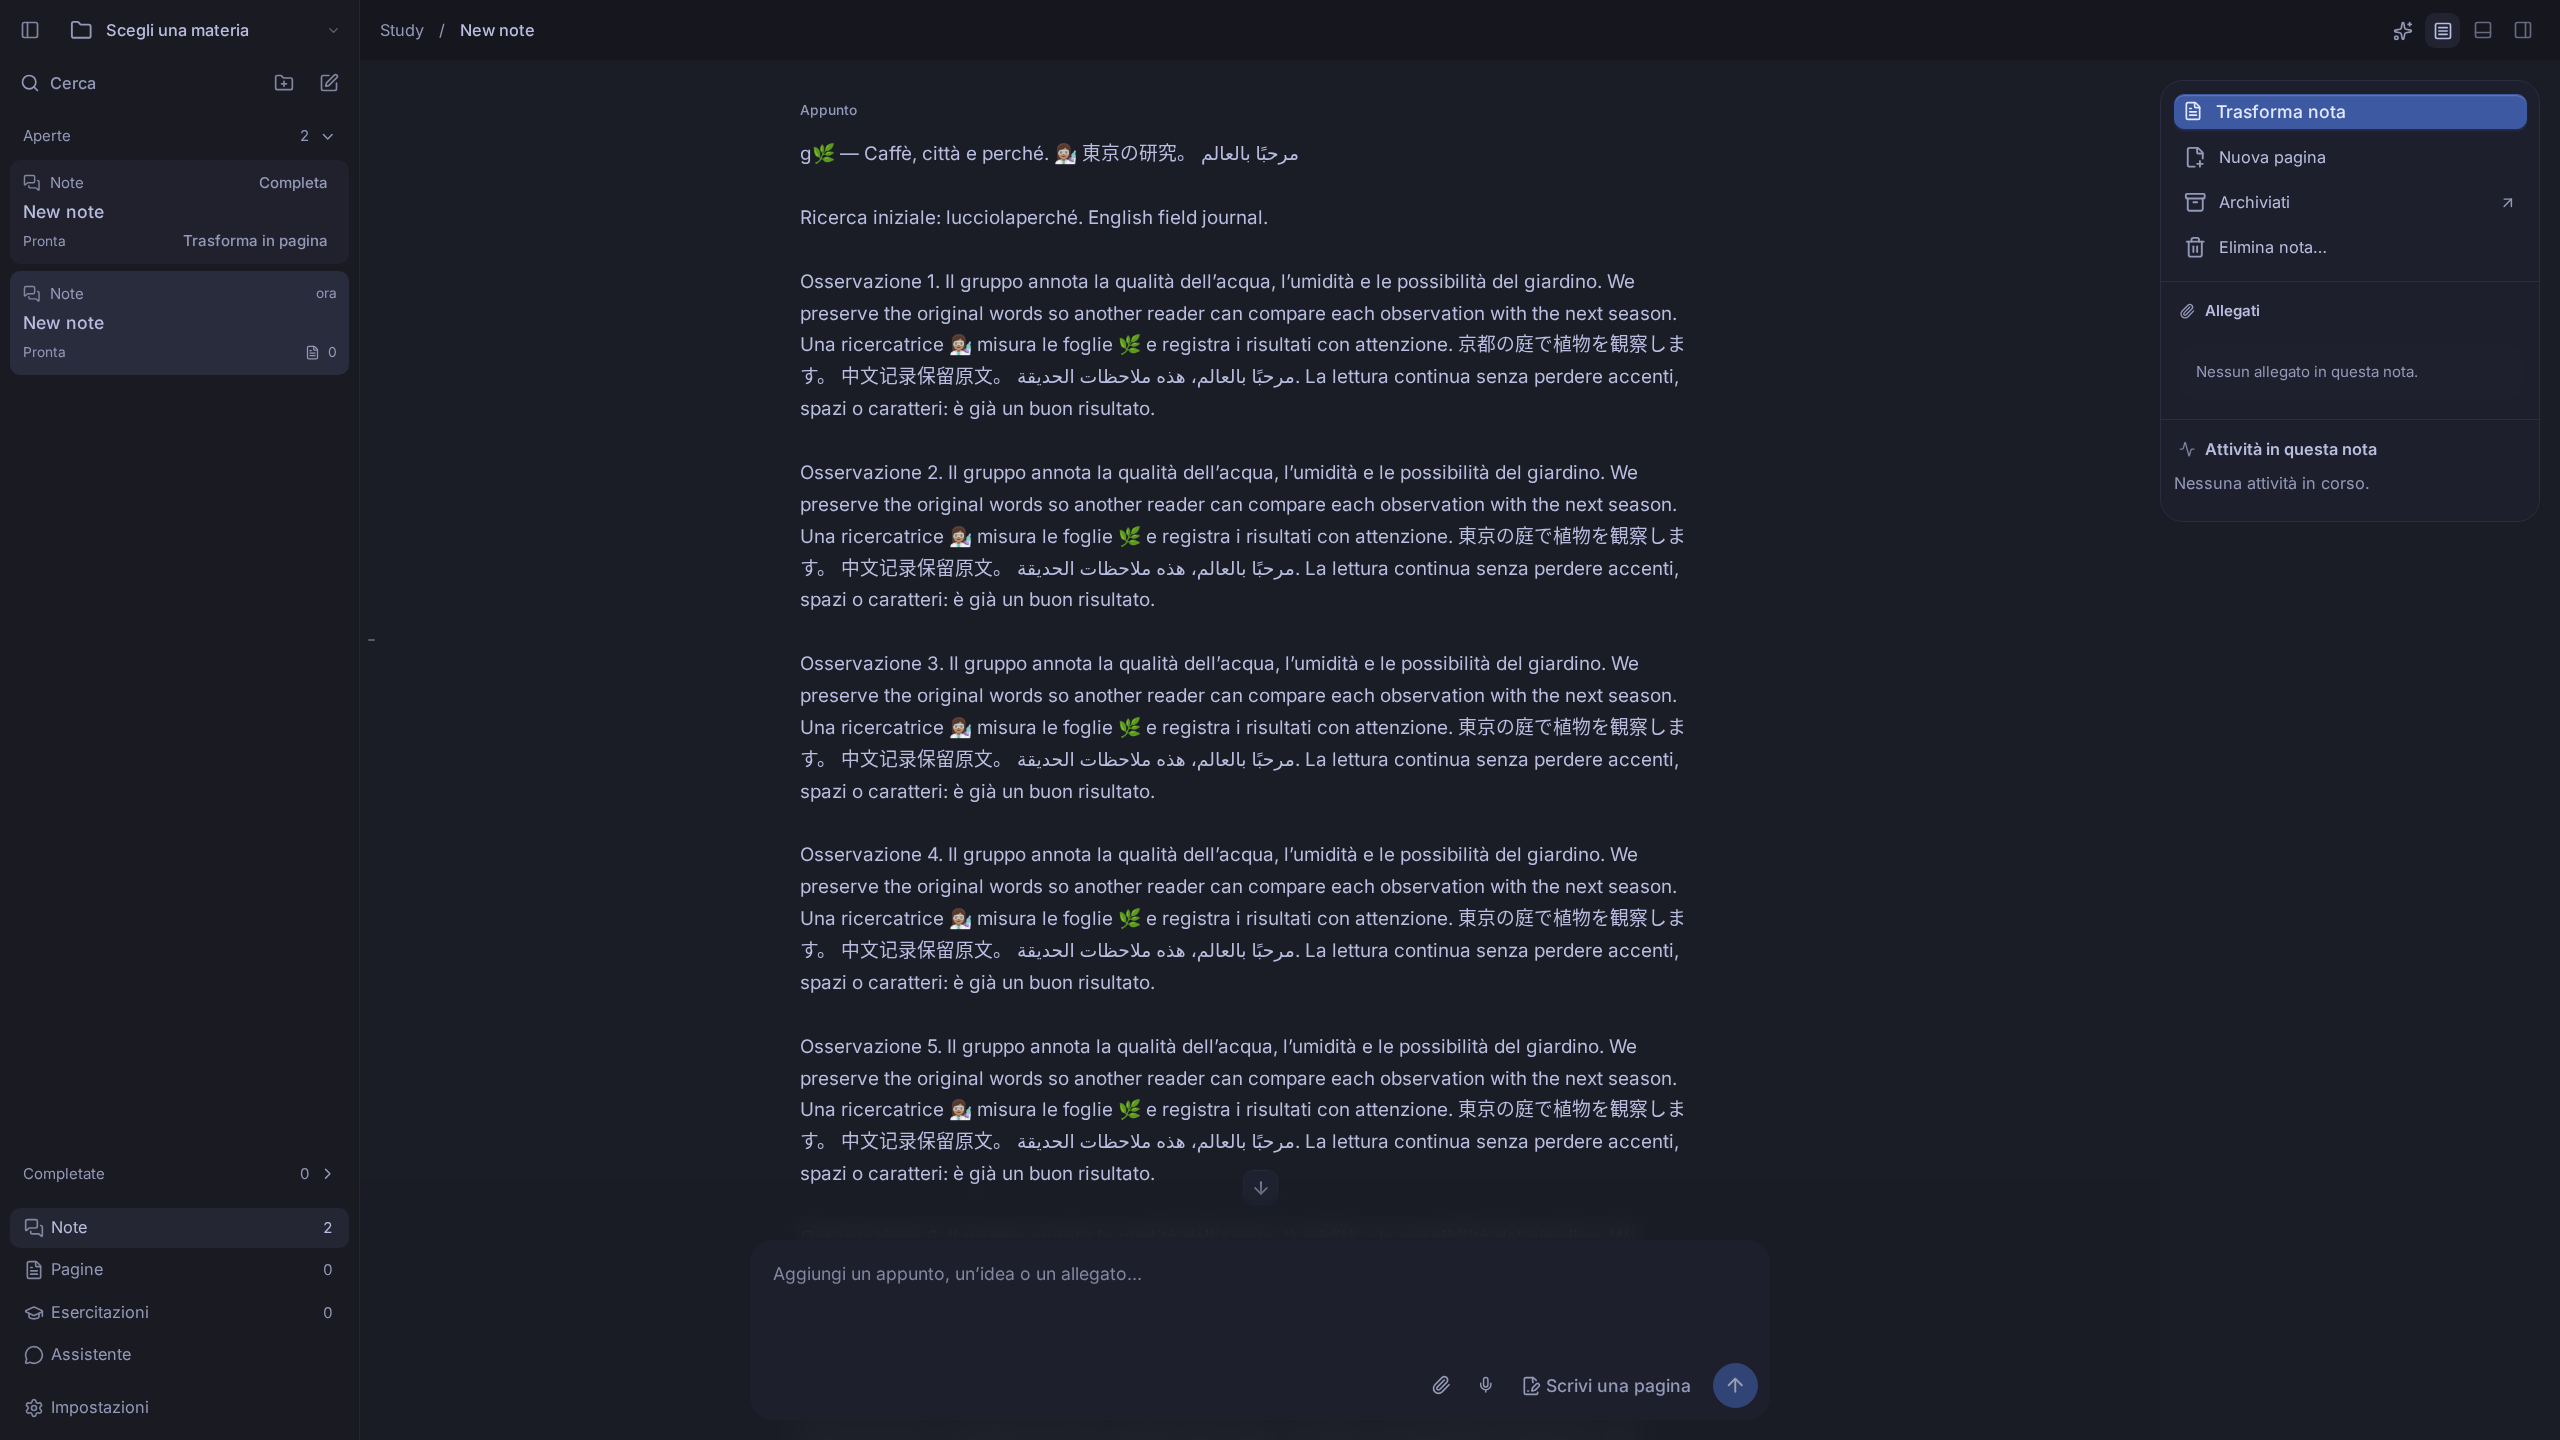 Scegli una materia
Cerca
Aperte 2
Note Completa
New note
Pronta Trasforma in pagina
Note ora
New note
Pronta 0
Completate 0
Note 2
Pagine 0
Esercitazioni 0
Assistente
Impostazioni
Study / New note
Appunto
g🌿 — Caffè, città e perché. 👩🏽‍🔬 東京の研究。 مرحبًا بالعالم
Ricerca iniziale: lucciolaperché. English field journal.
Osservazione 1. Il gruppo annota la qualità dell’acqua, l’umidità e le possibilità del giardino. We
preserve the original words so another reader can compare each observation with the next season.
Una ricercatrice 👩🏽‍🔬 misura le foglie 🌿 e registra i risultati con attenzione. 京都の庭で植物を観察しま
す。 中文记录保留原文。 مرحبًا بالعالم، هذه ملاحظات الحديقة. La lettura continua senza perdere accenti,
spazi o caratteri: è già un buon risultato.
Osservazione 2. Il gruppo annota la qualità dell’acqua, l’umidità e le possibilità del giardino. We
preserve the original words so another reader can compare each observation with the next season.
Una ricercatrice 👩🏽‍🔬 misura le foglie 🌿 e registra i risultati con attenzione. 東京の庭で植物を観察しま
す。 中文记录保留原文。 مرحبًا بالعالم، هذه ملاحظات الحديقة. La lettura continua senza perdere accenti,
spazi o caratteri: è già un buon risultato.
Osservazione 3. Il gruppo annota la qualità dell’acqua, l’umidità e le possibilità del giardino. We
preserve the original words so another reader can compare each observation with the next season.
Una ricercatrice 👩🏽‍🔬 misura le foglie 🌿 e registra i risultati con attenzione. 東京の庭で植物を観察しま
す。 中文记录保留原文。 مرحبًا بالعالم، هذه ملاحظات الحديقة. La lettura continua senza perdere accenti,
spazi o caratteri: è già un buon risultato.
Osservazione 4. Il gruppo annota la qualità dell’acqua, l’umidità e le possibilità del giardino. We
preserve the original words so another reader can compare each observation with the next season.
Una ricercatrice 👩🏽‍🔬 misura le foglie 🌿 e registra i risultati con attenzione. 東京の庭で植物を観察しま
す。 中文记录保留原文。 مرحبًا بالعالم، هذه ملاحظات الحديقة. La lettura continua senza perdere accenti,
spazi o caratteri: è già un buon risultato.
Osservazione 5. Il gruppo annota la qualità dell’acqua, l’umidità e le possibilità del giardino. We
preserve the original words so another reader can compare each observation with the next season.
Una ricercatrice 👩🏽‍🔬 misura le foglie 🌿 e registra i risultati con attenzione. 東京の庭で植物を観察しま
す。 中文记录保留原文。 مرحبًا بالعالم، هذه ملاحظات الحديقة. La lettura continua senza perdere accenti,
spazi o caratteri: è già un buon risultato.
Aggiungi un appunto, un’idea o un allegato…
Scrivi una pagina
Trasforma nota
Nuova pagina
Archiviati
Elimina nota…
Allegati
Nessun allegato in questa nota.
Attività in questa nota
Nessuna attività in corso.